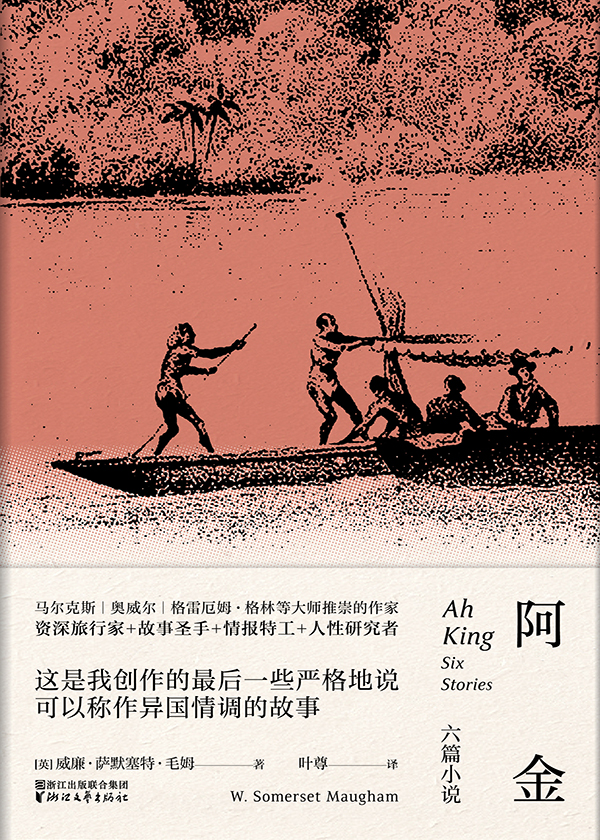 马尔克斯|奥威尔|格雷厄姆·格林等大师推崇的作家
资深旅行家+故事圣手+情报特工+人性研究者
这是我创作的最后一些严格地说
可以称作异国情调的故事
[英]威廉·萨默塞特·毛姆————著 叶尊————译
浙江出版联合集团
浙江文艺出版社
W. Somerset Maugham
Ah
King
Six
Stories
六篇小说
阿金